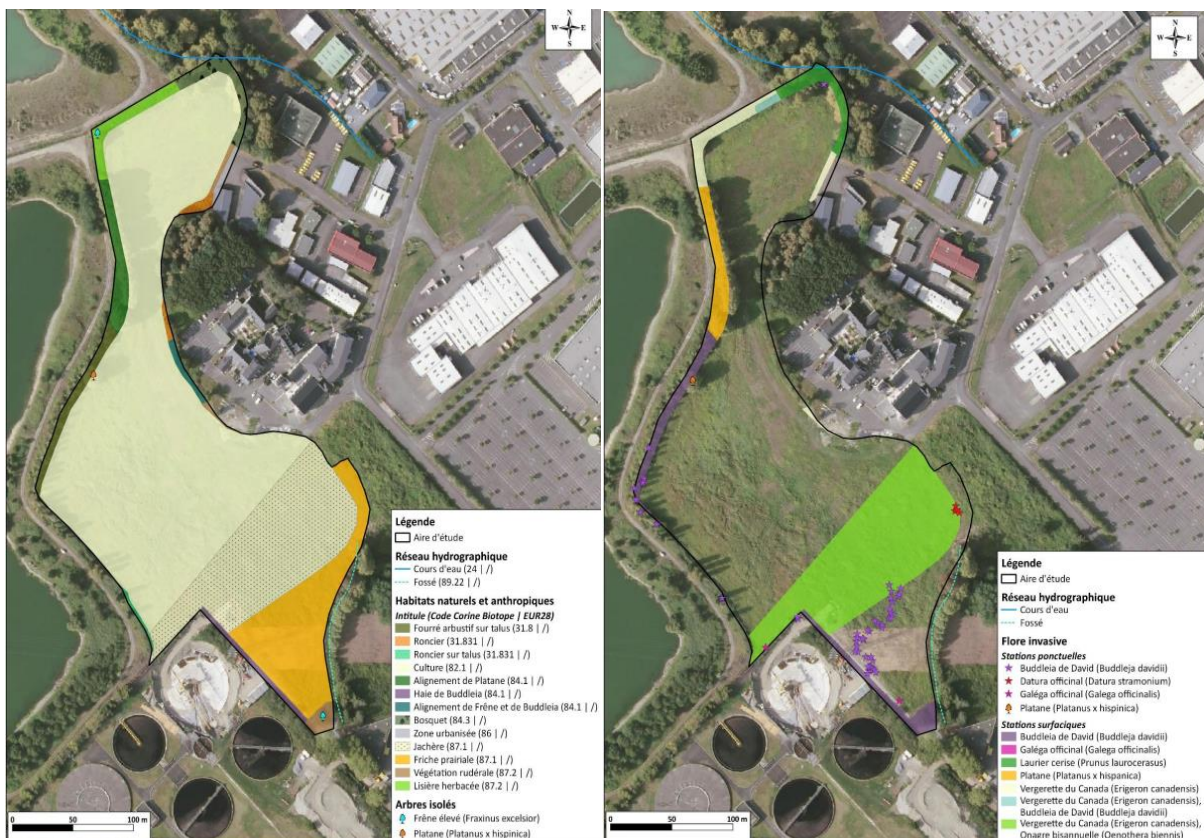 N
W E
S
Légende
Aire d'étude
Réseau hydrographique
Cours d'eau (24 | /)
Fossé (89.22 | /)
Habitats naturels et anthropiques
Intitule (Code Corine Biotope | EUR28)
Fourré arbustif sur talus (31.8 | /)
Roncier (31.831 | /)
Roncier sur talus (31.831 | /)
Culture (82.1 | /)
Alignement de Platane (84.1 | /)
Haie de Buddleia (84.1 | /)
Alignement de Frêne et de Buddleia (84.1 | /)
Bosquet (84.3 | /)
Zone urbanisée (86 | /)
Jachère (87.1 | /)
Friche prairiale (87.1 | /)
Végétation rudérale (87.2 | /)
Lisière herbacée (87.2 | /)
Arbres isolés
Frêne élevé (Fraxinus excelsior)
Platane (Platanus x hispinica)
0 50 100 m
N
W E
S
Légende
Aire d'étude
Réseau hydrographique
Cours d'eau
Fossé
Flore invasive
Stations ponctuelles
Buddleia de David (Buddleja davidii)
Datura officinal (Datura stramonium)
Galéga officinal (Galega officinalis)
Platane (Platanus x hispinica)
Stations surfaciques
Buddleia de David (Buddleja davidii)
Galéga officinal (Galega officinalis)
Laurier cerise (Prunus laurocerasus)
Platane (Platanus x hispanica)
Vergerette du Canada (Erigeron canadensis)
Vergerette du Canada (Erigeron canadensis),
Buddleia de David (Buddleja davidii)
Vergerette du Canada (Erigeron canadensis),
Onagre bisannuelle (Oenothera biennis)
0 50 100 m